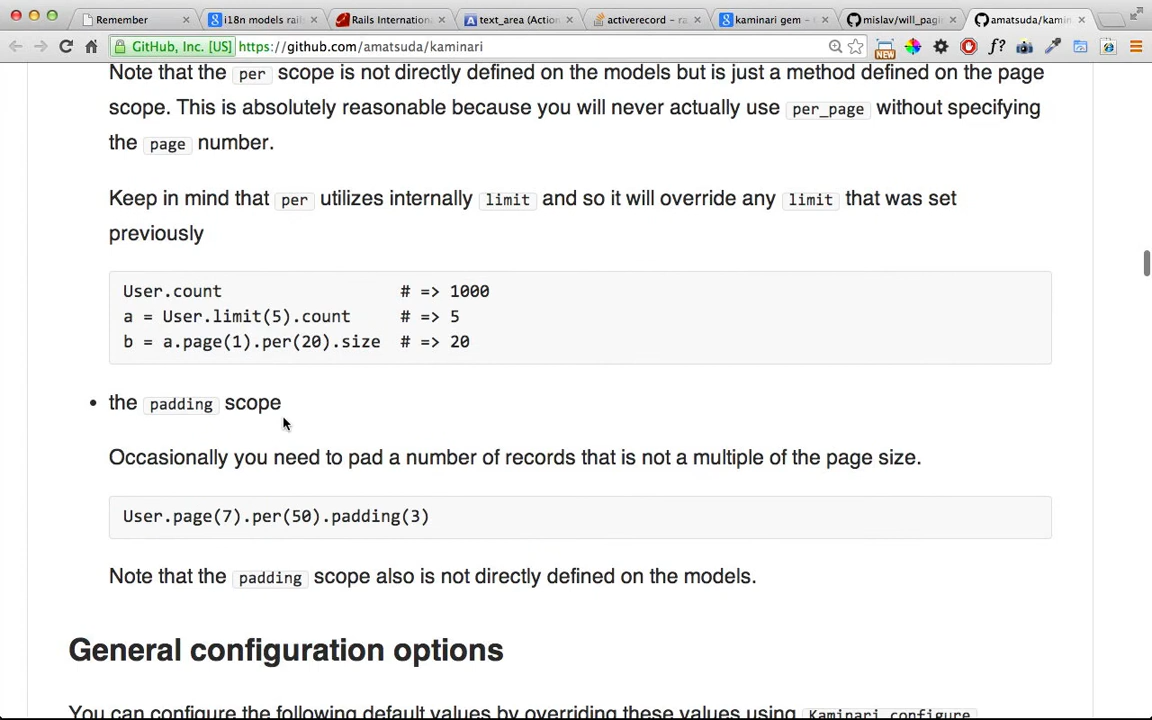 Remember
i18n models rails
Rails Internation
text_area (Action
activerecord - ra
kaminari gem -
mislav/will_pagin
amatsuda/kamin
GitHub, Inc. [US] https://github.com/amatsuda/kaminari
NEW
f?
Note that the per scope is not directly defined on the models but is just a method defined on the page
scope. This is absolutely reasonable because you will never actually use per_page without specifying
the page number.
Keep in mind that per utilizes internally limit and so it will override any limit that was set
previously
User.count # => 1000
a = User.limit(5).count # => 5
b = a.page(1).per(20).size # => 20
• the padding scope
Occasionally you need to pad a number of records that is not a multiple of the page size.
User.page(7).per(50).padding(3)
Note that the padding scope also is not directly defined on the models.
General configuration options
You can configure the following default values by overriding these values using Kaminari.configure